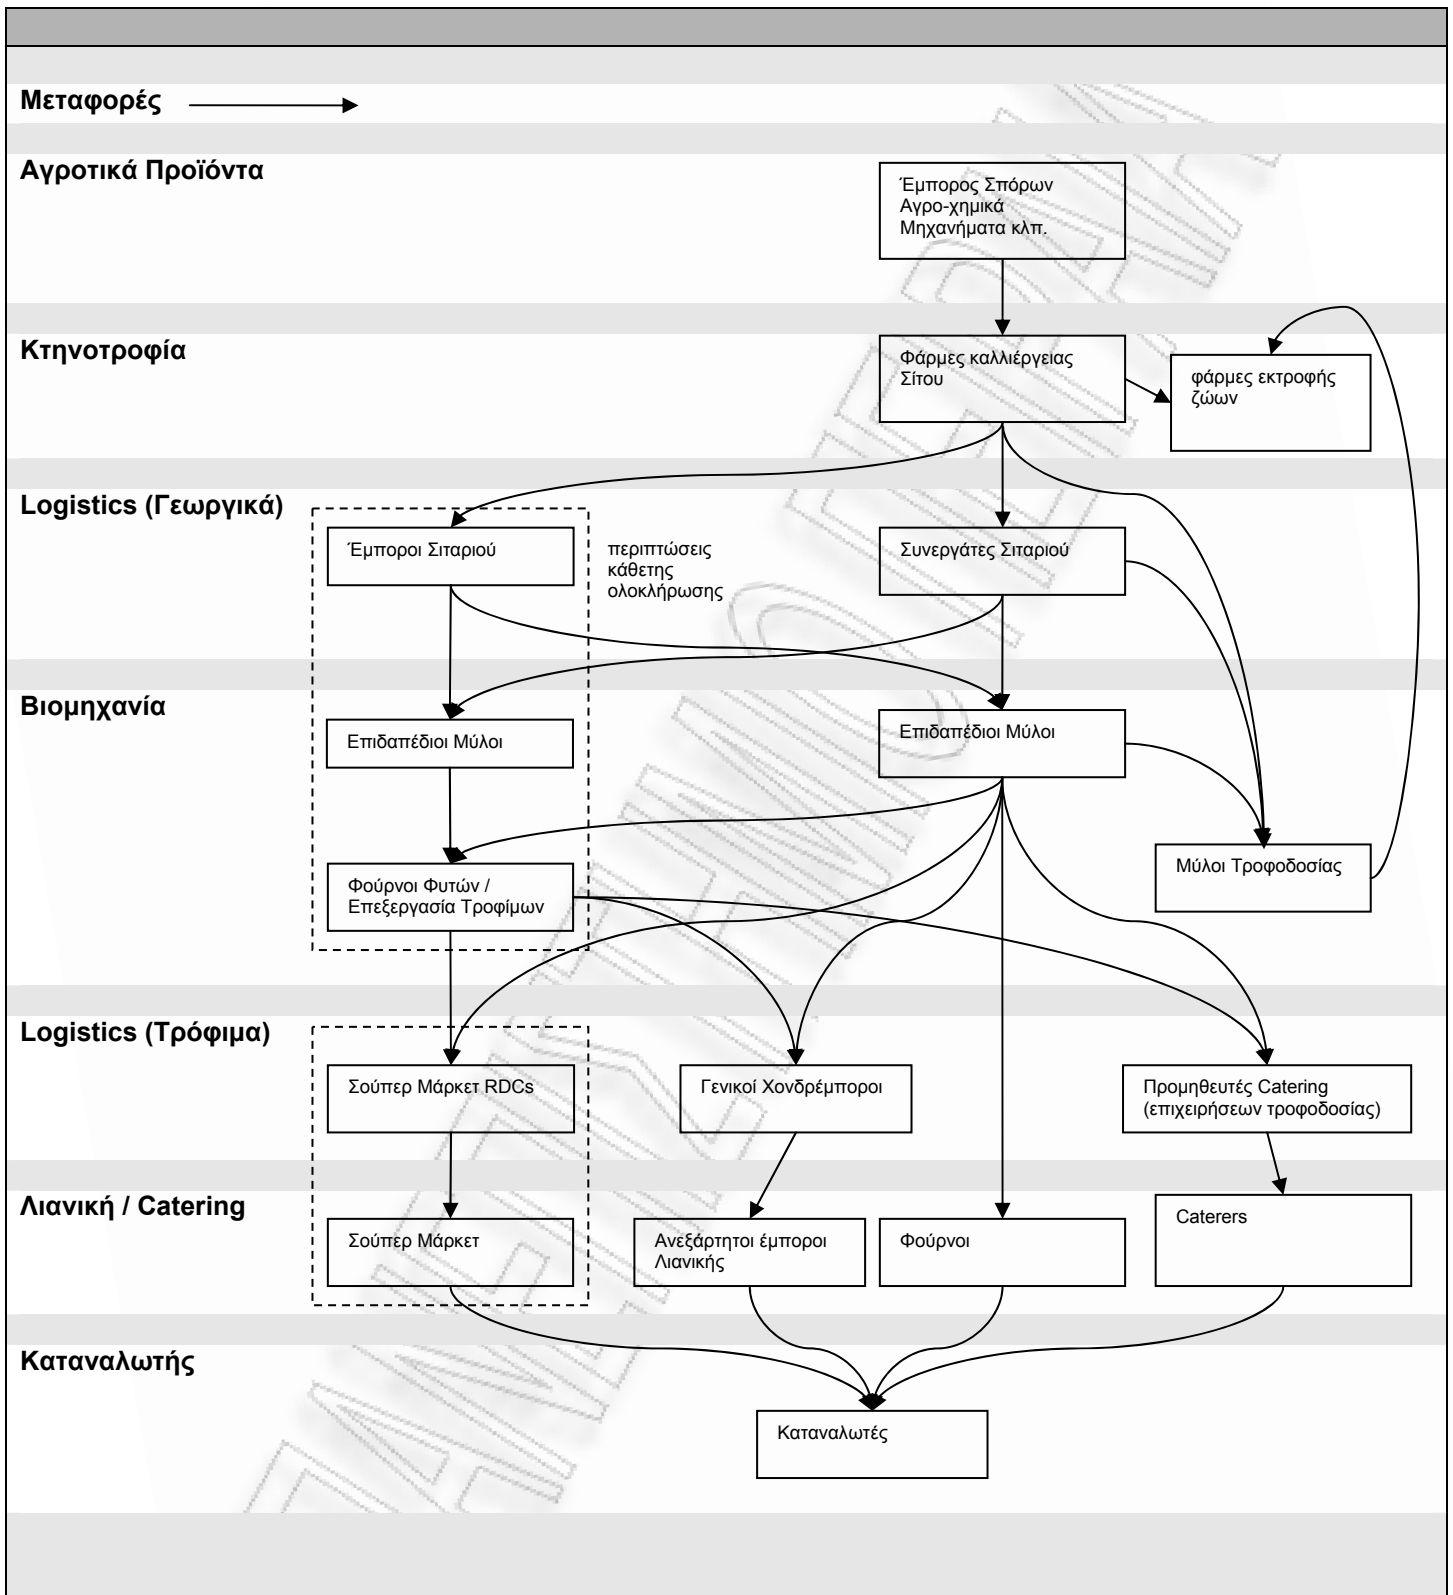 Μεταφορές
Αγροτικά Προϊόντα
Έμπορος Σπόρων
Αγρο-χημικά
Μηχανήματα κλπ.
Κτηνοτροφία
Φάρμες καλλιέργειας
Σίτου
φάρμες εκτροφής
ζώων
Logistics (Γεωργικά)
Έμποροι Σιταριού
περιπτώσεις
κάθετης
ολοκλήρωσης
Συνεργάτες Σιταριού
Βιομηχανία
Επιδαπέδιοι Μύλοι
Επιδαπέδιοι Μύλοι
Φούρνοι Φυτών /
Επεξεργασία Τροφίμων
Μύλοι Τροφοδοσίας
Logistics (Τρόφιμα)
Σούπερ Μάρκετ RDCs
Γενικοί Χονδρέμποροι
Προμηθευτές Catering
(επιχειρήσεων τροφοδοσίας)
Λιανική / Catering
Σούπερ Μάρκετ
Ανεξάρτητοι έμποροι
Λιανικής
Φούρνοι
Caterers
Καταναλωτής
Καταναλωτές